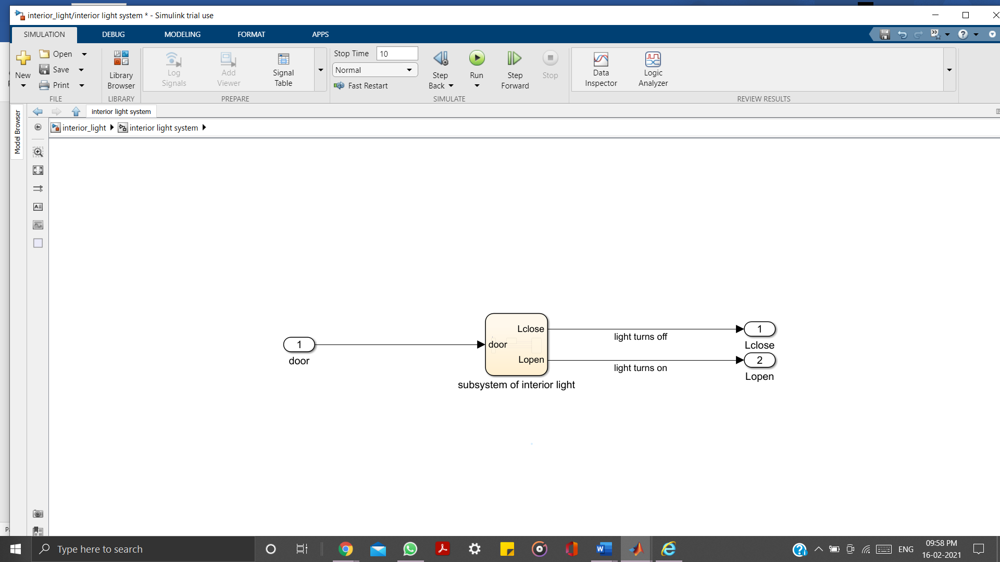 interior_light/interior light system * - Simulink trial use
SIMULATION DEBUG MODELING FORMAT APPS
New
Open
Save
Print
FILE
Library
Browser
LIBRARY
Log
Signals
Add
Viewer
Signal
Table
PREPARE
Stop Time 10
Normal
Fast Restart
Step
Back
Run
Step
Forward
Stop
SIMULATE
Data
Inspector
Logic
Analyzer
REVIEW RESULTS
Model Browser
interior light system
interior_light interior light system
1
door
door
Lclose
Lopen
subsystem of interior light
light turns off
light turns on
1
Lclose
2
Lopen
Type here to search
ENG
09:58 PM
16-02-2021